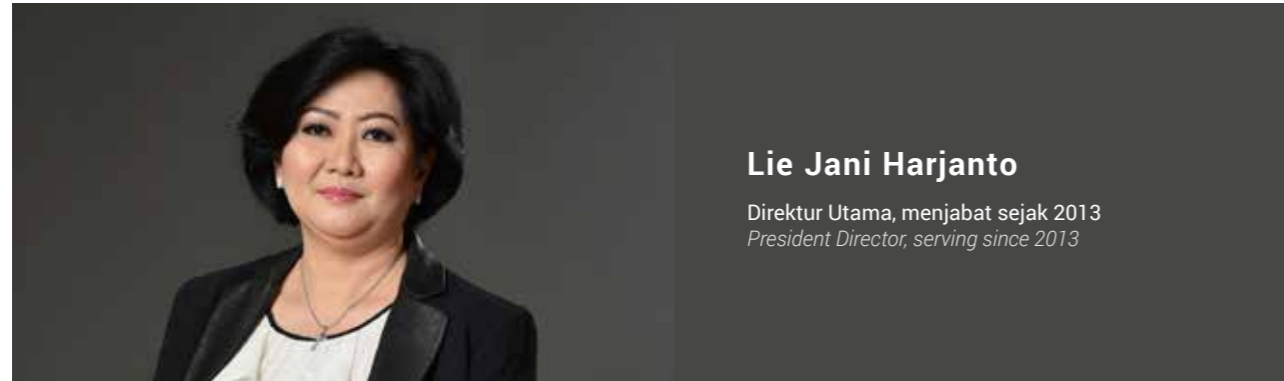 Lie Jani Harjanto
Direktur Utama, menjabat sejak 2013
President Director, serving since 2013